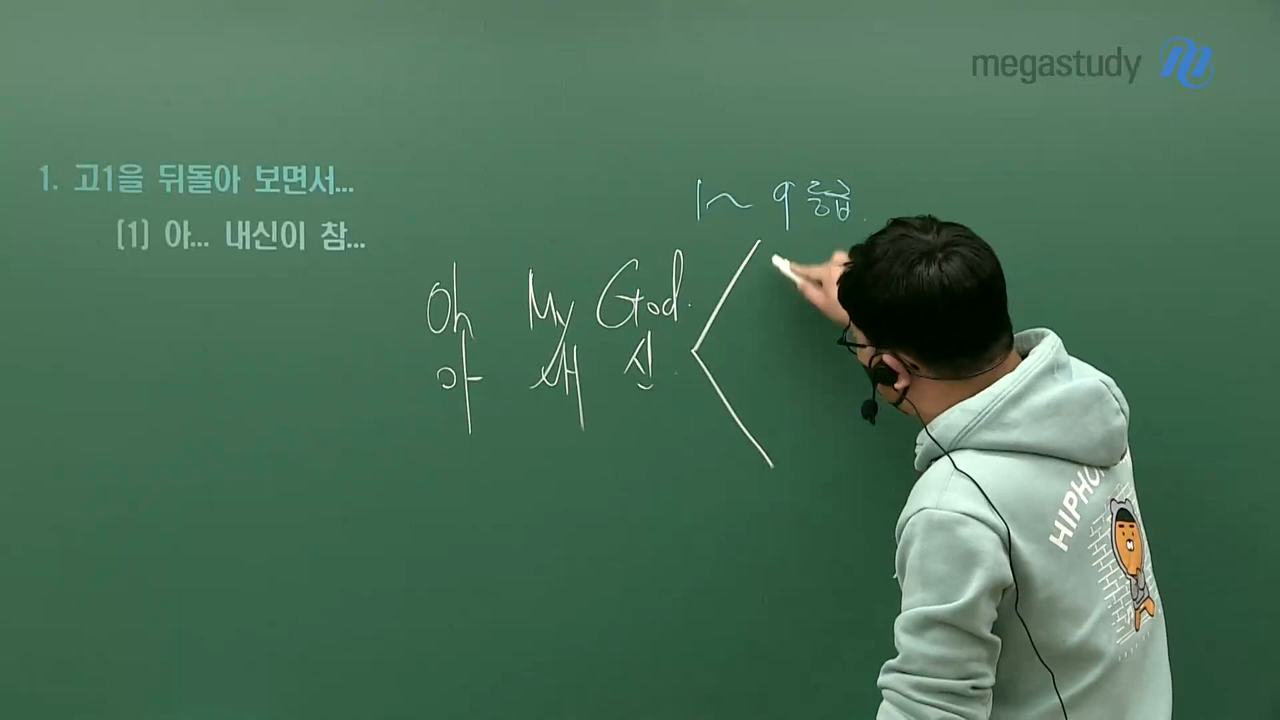 megastudy
1. 고1을 뒤돌아 보면서...
(1) 아... 내신이 참...
1~9등급.
Oh My God.
아 내 신.